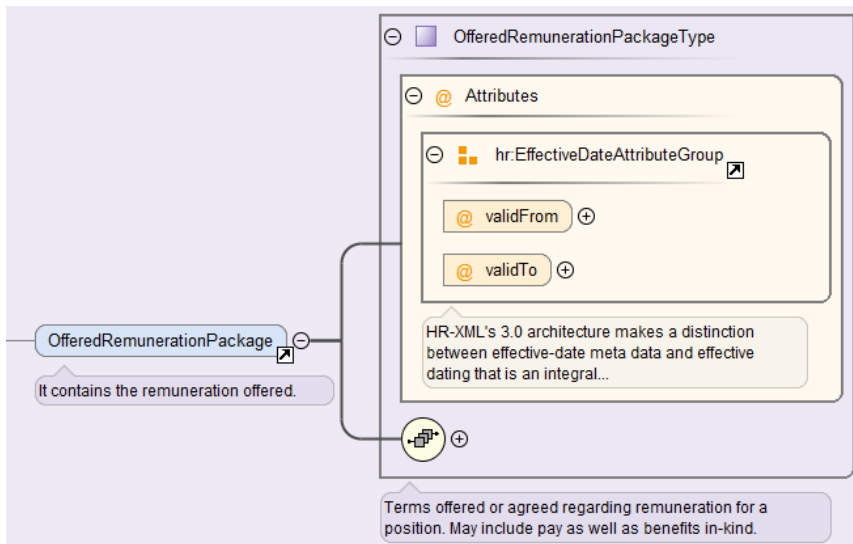 OfferedRemunerationPackageType
@ Attributes
hr:EffectiveDateAttributeGroup
@ validFrom
@ validTo
HR-XML's 3.0 architecture makes a distinction
between effective-date meta data and effective
dating that is an integral...
OfferedRemunerationPackage
It contains the remuneration offered.
Terms offered or agreed regarding remuneration for a
position. May include pay as well as benefits in-kind.